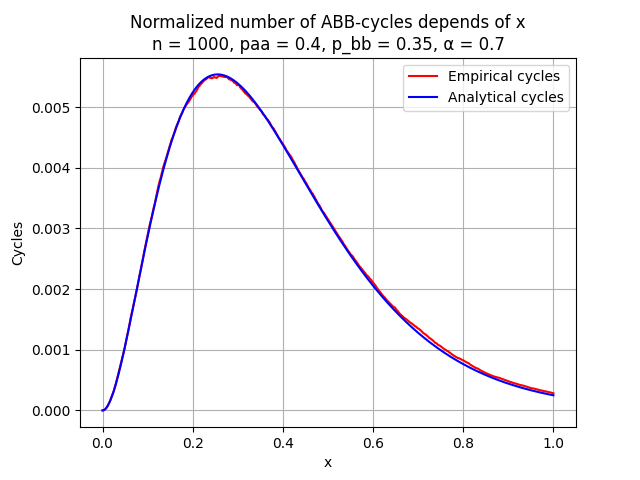 Normalized number of ABB-cycles depends of x
n = 1000, paa = 0.4, p_bb = 0.35, α = 0.7
Empirical cycles
Analytical cycles
Cycles
0.005
0.004
0.003
0.002
0.001
0.000
0.0 0.2 0.4 0.6 0.8 1.0
x